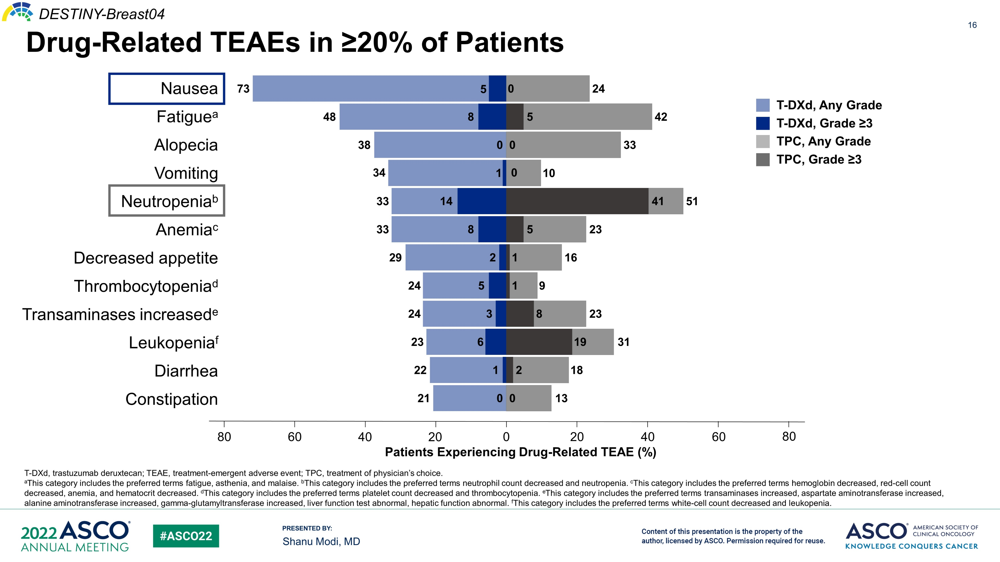 DESTINY-Breast04
16
Drug-Related TEAEs in ≥20% of Patients
Nausea 73 5 0 24
Fatigueᵃ 48 8 5 42
Alopecia 38 0 0 33
Vomiting 34 1 0 10
Neutropeniaᵇ 33 14 41 51
Anemiaᶜ 33 8 5 23
Decreased appetite 29 2 1 16
Thrombocytopeniaᵈ 24 5 1 9
Transaminases increasedᵉ 24 3 8 23
Leukopeniaᶠ 23 6 19 31
Diarrhea 22 1 2 18
Constipation 21 0 0 13
T-DXd, Any Grade
T-DXd, Grade ≥3
TPC, Any Grade
TPC, Grade ≥3
80 60 40 20 0 20 40 60 80
Patients Experiencing Drug-Related TEAE (%)
T-DXd, trastuzumab deruxtecan; TEAE, treatment-emergent adverse event; TPC, treatment of physician’s choice.
ᵃThis category includes the preferred terms fatigue, asthenia, and malaise. ᵇThis category includes the preferred terms neutrophil count decreased and neutropenia. ᶜThis category includes the preferred terms hemoglobin decreased, red-cell count
decreased, anemia, and hematocrit decreased. ᵈThis category includes the preferred terms platelet count decreased and thrombocytopenia. ᵉThis category includes the preferred terms transaminases increased, aspartate aminotransferase increased,
alanine aminotransferase increased, gamma-glutamyltransferase increased, liver function test abnormal, hepatic function abnormal. ᶠThis category includes the preferred terms white-cell count decreased and leukopenia.
2022 ASCO®
ANNUAL MEETING
#ASCO22
PRESENTED BY:
Shanu Modi, MD
Content of this presentation is the property of the
author, licensed by ASCO. Permission required for reuse.
ASCO® AMERICAN SOCIETY OF
CLINICAL ONCOLOGY
KNOWLEDGE CONQUERS CANCER